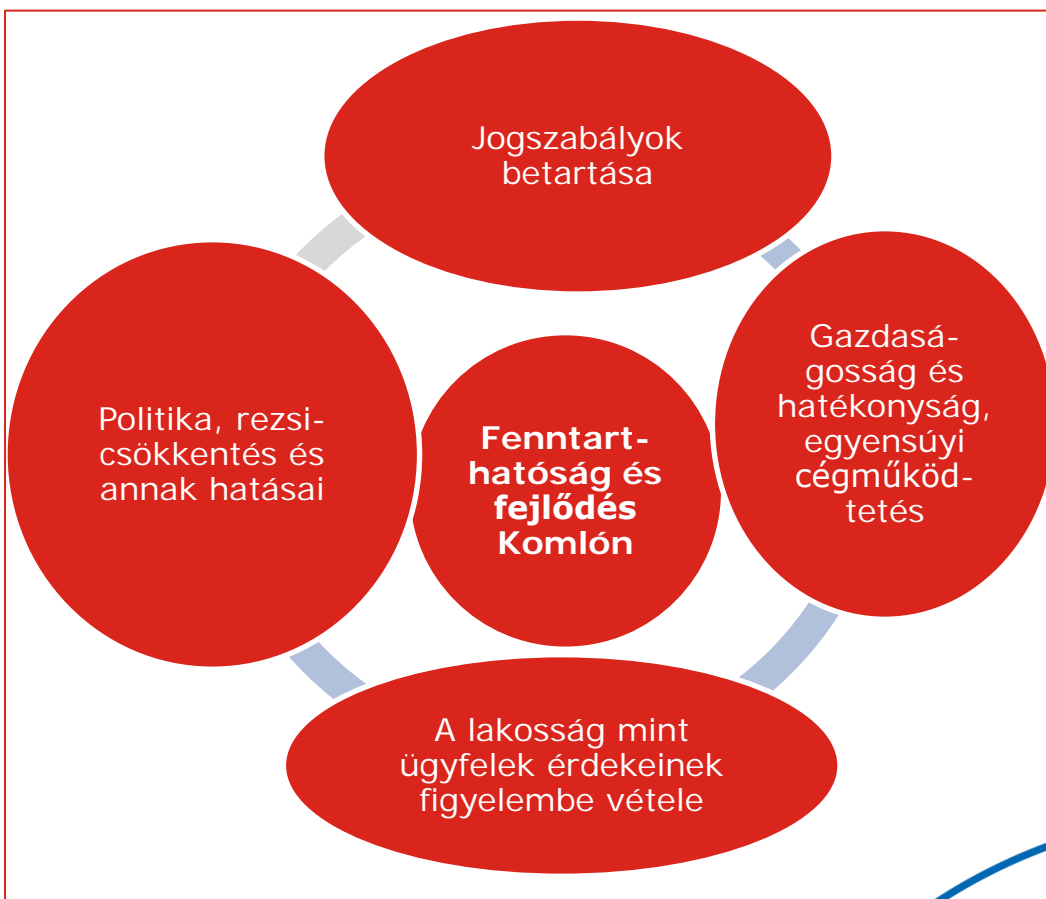 Jogszabályok
betartása
Gazdasá-
gosság és
hatékonyság,
egyensúyi
cégműköd-
tetés
Fenntart-
hatóság és
fejlődés
Komlón
Politika, rezsi-
csökkentés és
annak hatásai
A lakosság mint
ügyfelek érdekeinek
figyelembe vétele